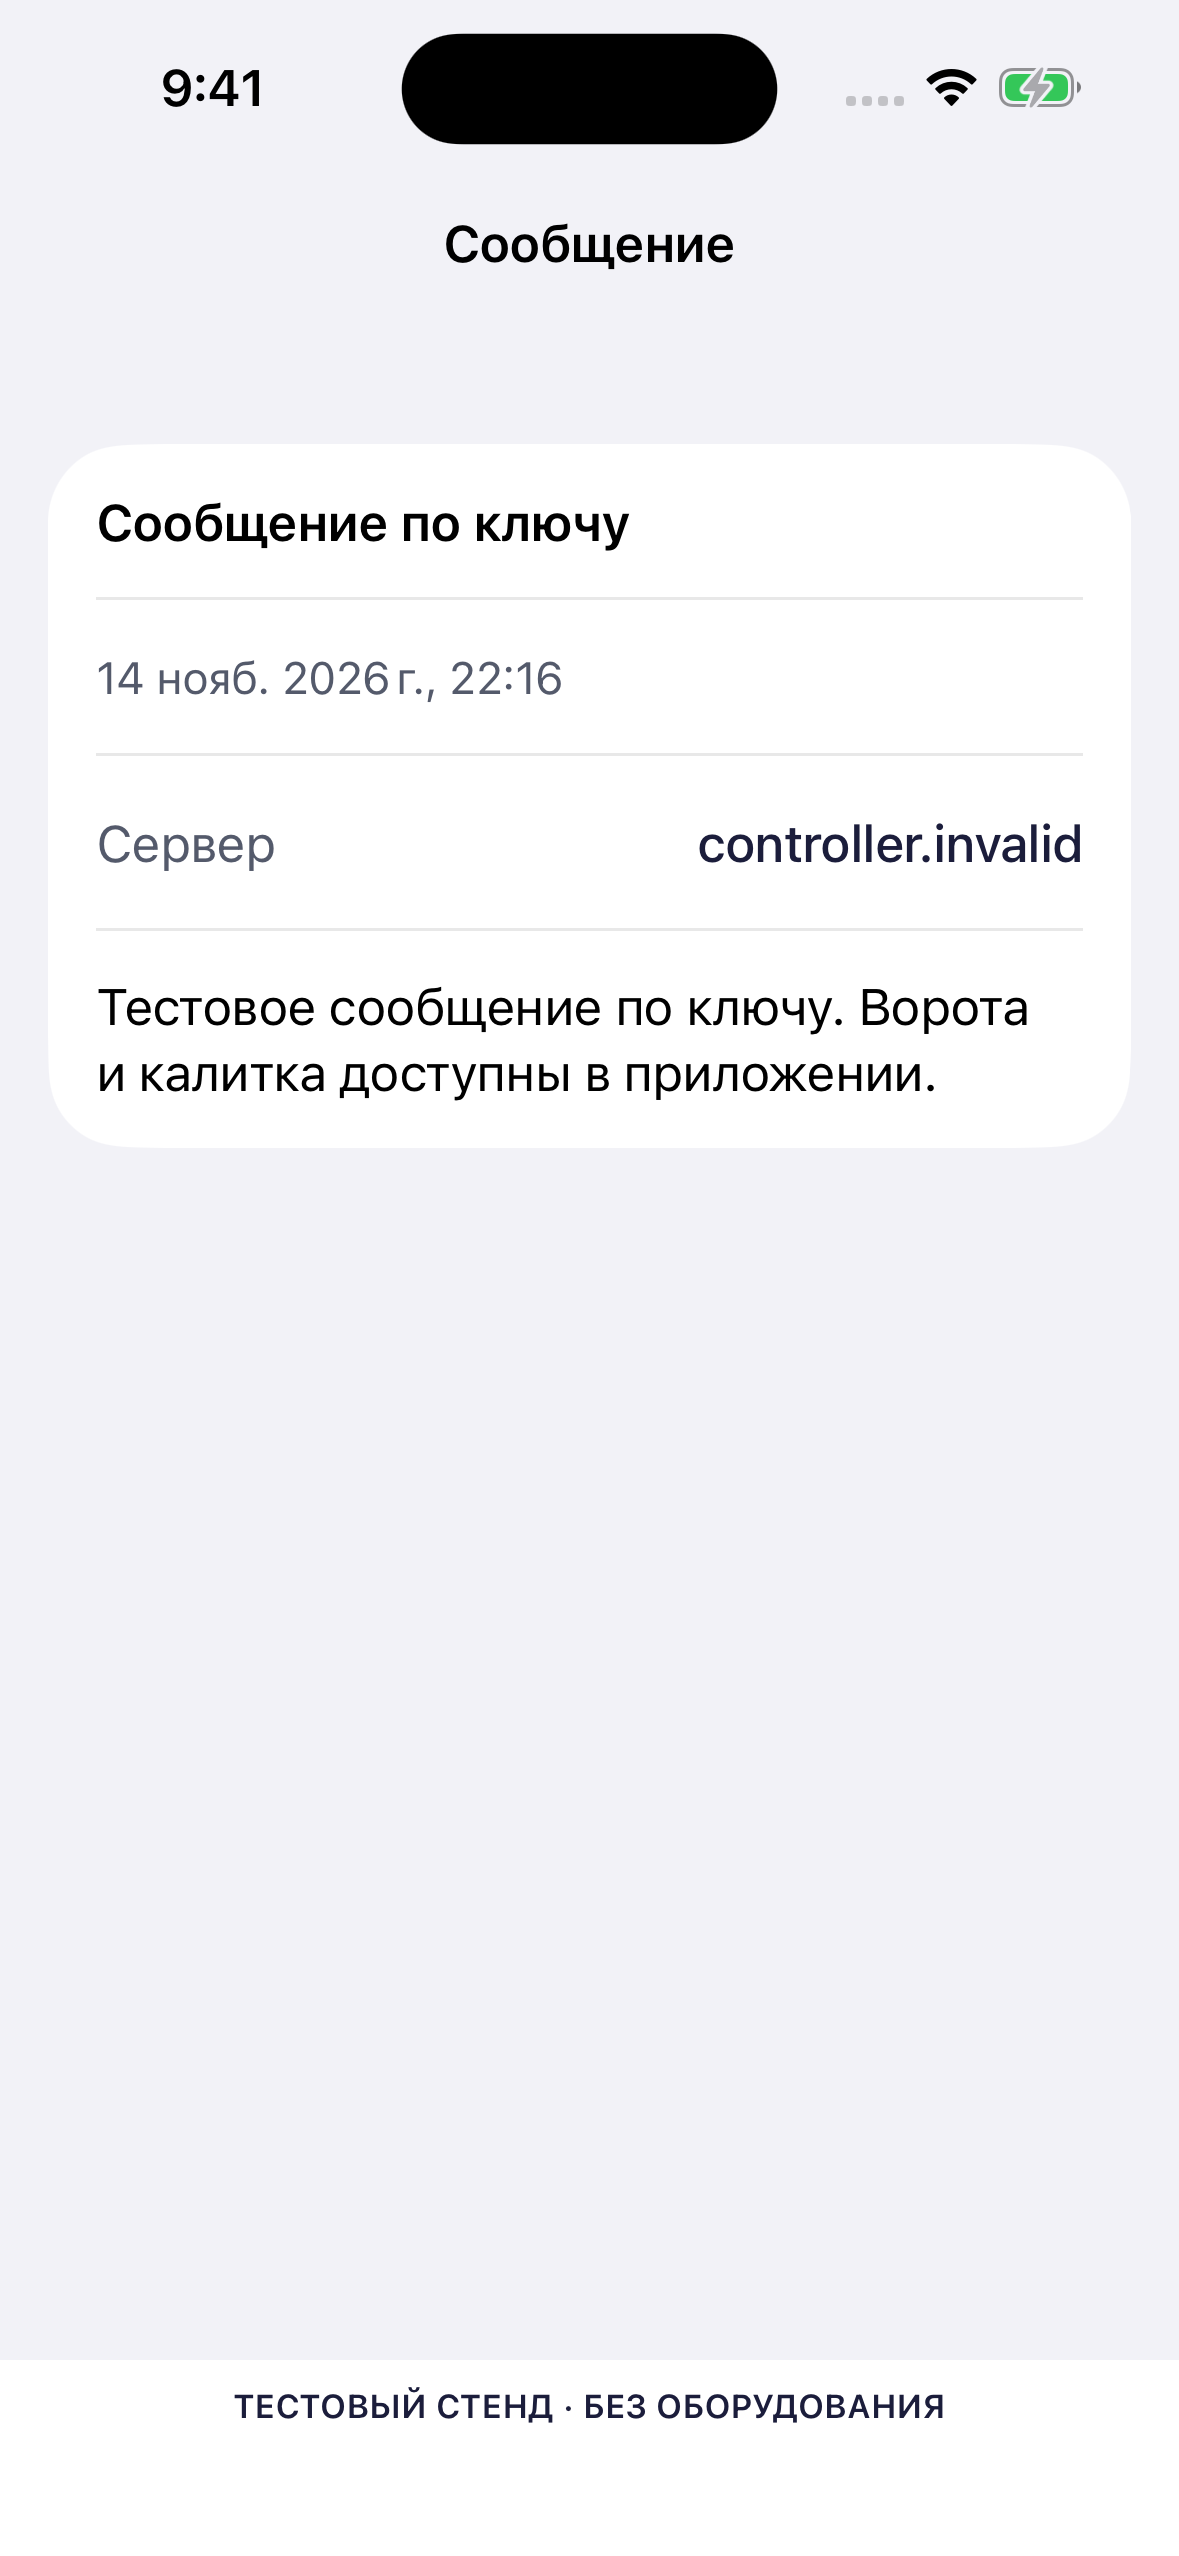 9:41
Сообщение
Сообщение по ключу
14 нояб. 2026 г., 22:16
Сервер controller.invalid
Тестовое сообщение по ключу. Ворота
и калитка доступны в приложении.
ТЕСТОВЫЙ СТЕНД · БЕЗ ОБОРУДОВАНИЯ